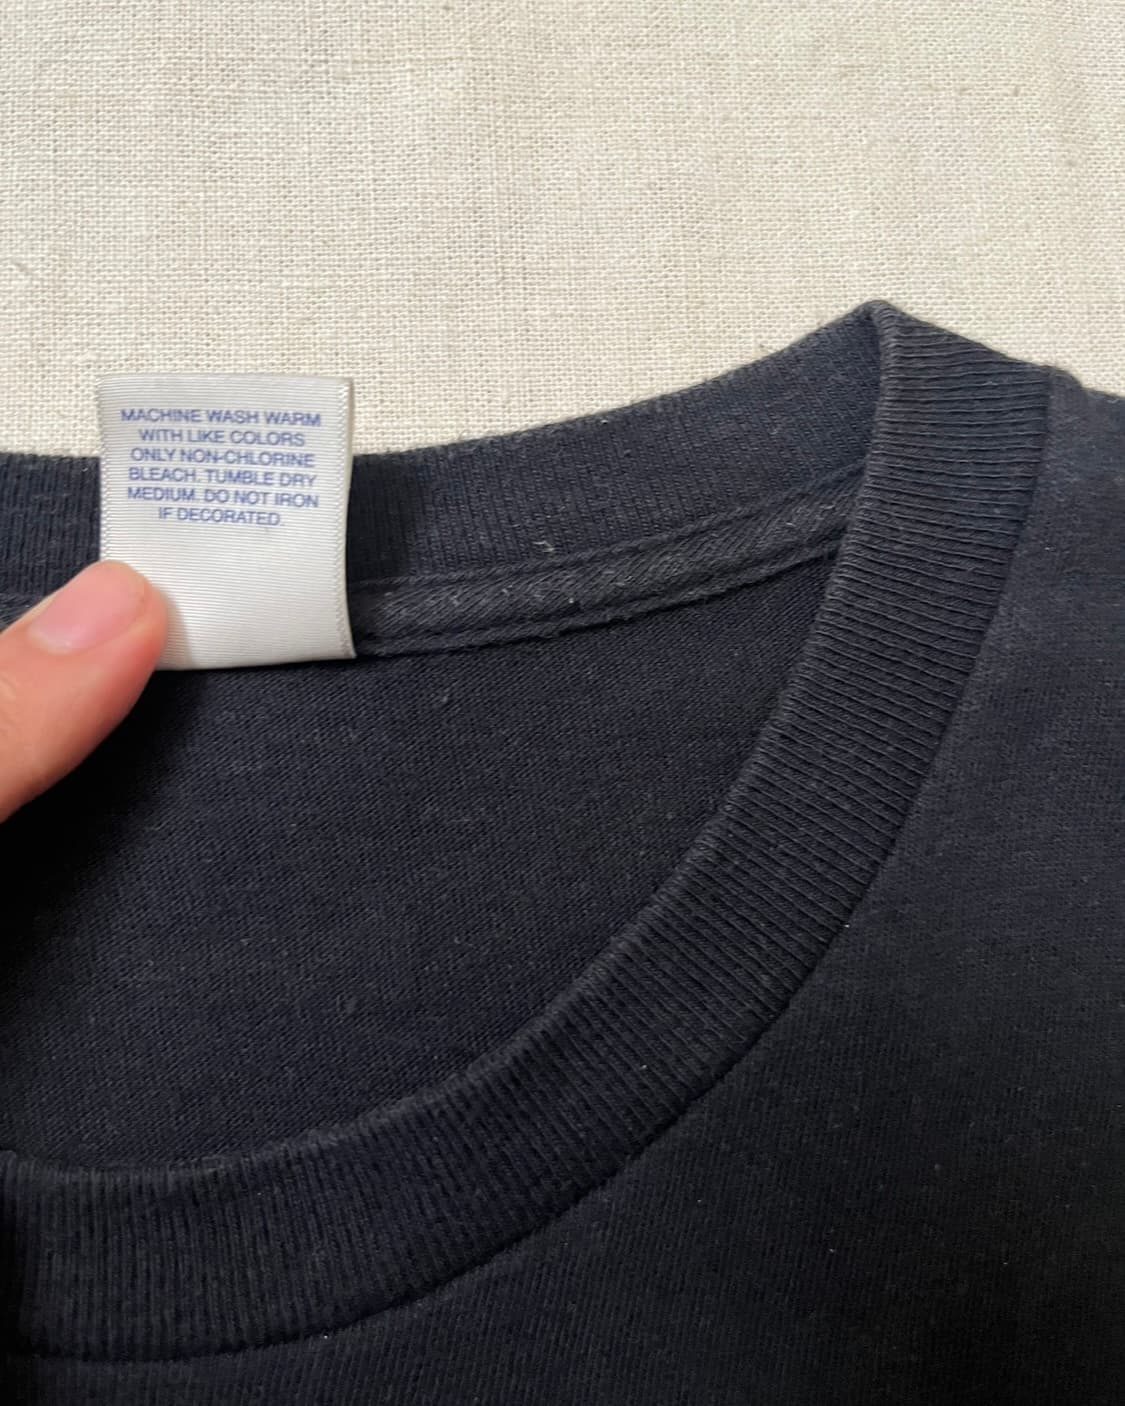 MACHINE WASH WARM
WITH LIKE COLORS
ONLY NON-CHLORINE
BLEACH. TUMBLE DRY
MEDIUM. DO NOT IRON
IF DECORATED.